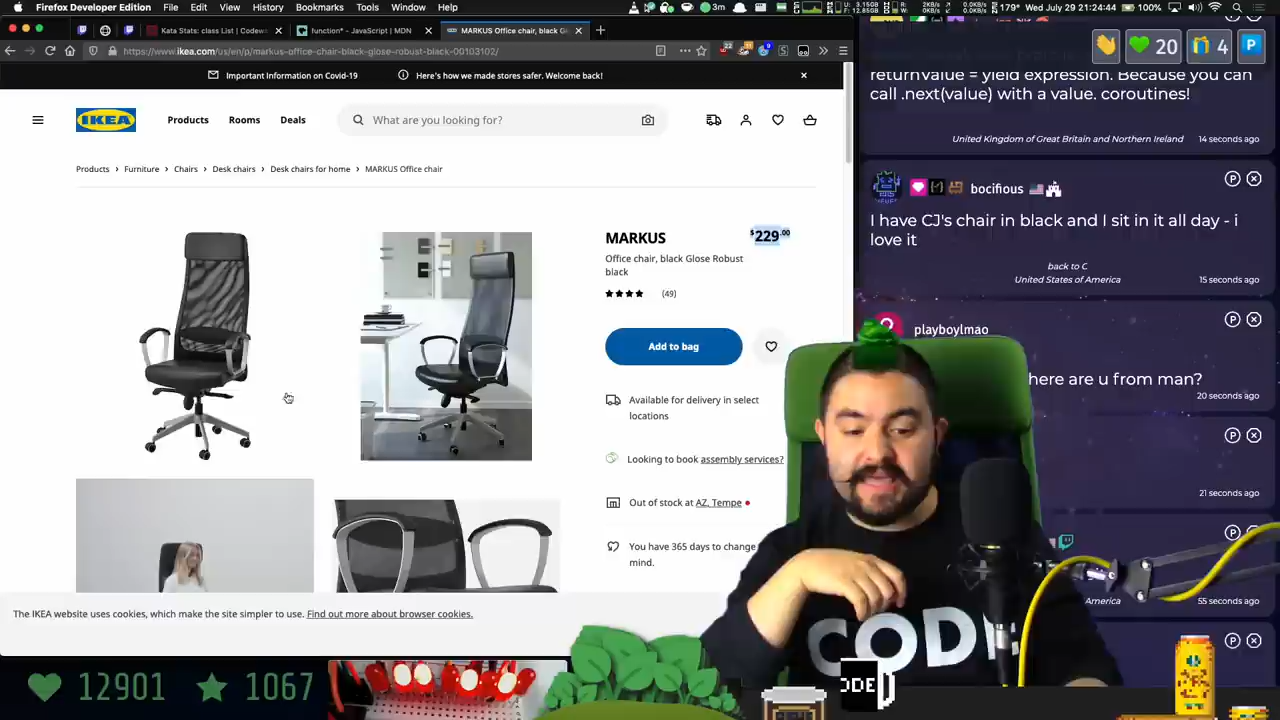 Firefox Developer Edition File Edit View History Bookmarks Tools Window Help
3m
179° Wed July 29 21:24:44 100%
Kata Stats: class List | Codew
function* - JavaScript | MDN
MARKUS Office chair, black Gl
https://www.ikea.com/us/en/p/markus-office-chair-black-glose-robust-black-00103102/
Important Information on Covid-19
Here's how we made stores safer. Welcome back!
IKEA
Products Rooms Deals
What are you looking for?
Products > Furniture > Chairs > Desk chairs > Desk chairs for home > MARKUS Office chair
MARKUS
$229.00
Office chair, black Glose Robust
black
(49)
Add to bag
Available for delivery in select
locations
Looking to book assembly services?
Out of stock at AZ, Tempe
You have 365 days to change
mind.
The IKEA website uses cookies, which make the site simpler to use. Find out more about browser cookies.
12901
1067
20
4
P
returnValue = yield expression. Because you can
call .next(value) with a value. coroutines!
United Kingdom of Great Britain and Northern Ireland 14 seconds ago
bocifious
P
I have CJ's chair in black and I sit in it all day - i
love it
back to C
United States of America 15 seconds ago
playboylmao
P
here are u from man?
20 seconds ago
P
21 seconds ago
P
America 55 seconds ago
P
CODE
ODE